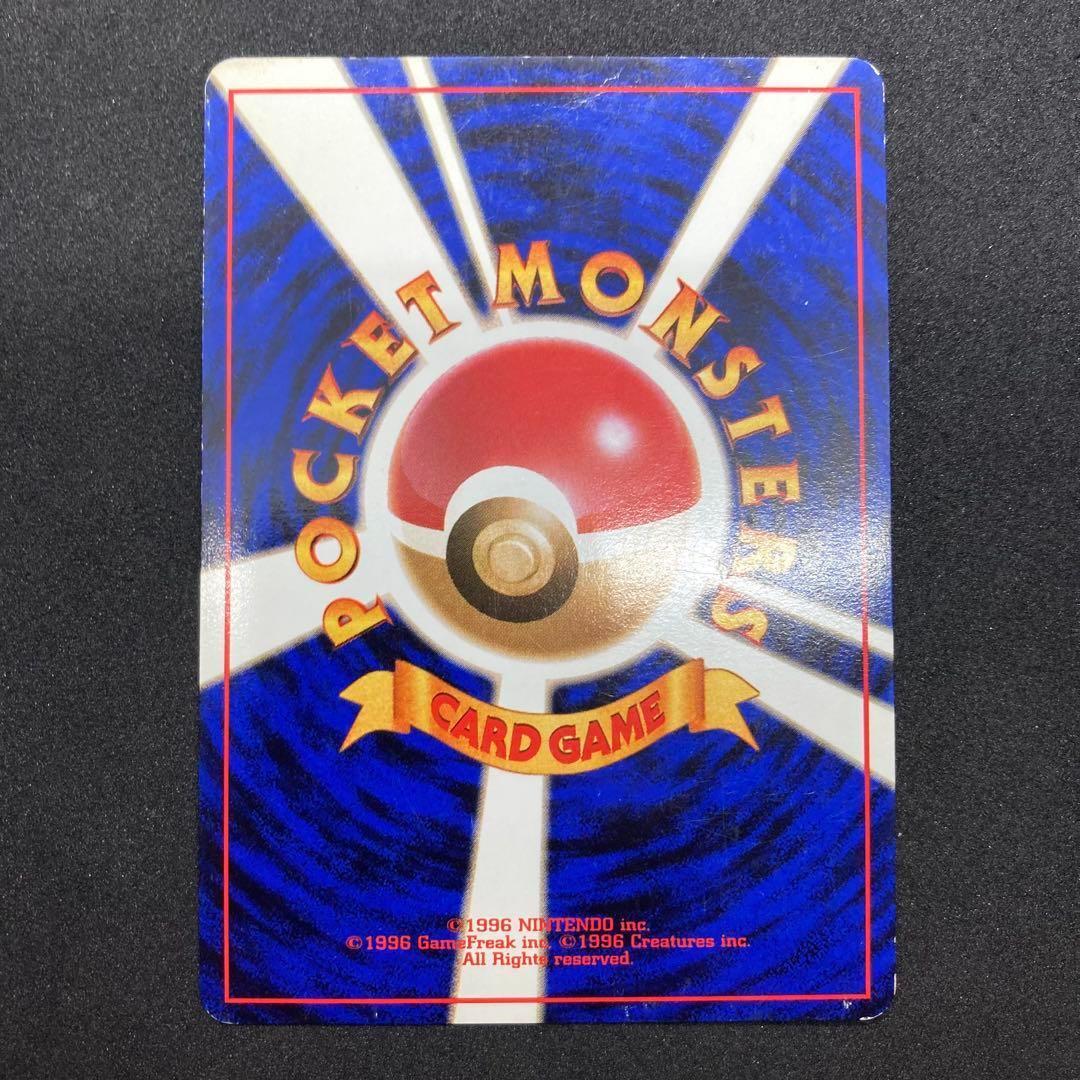 POCKET MONSTERS
CARD GAME
©1996 NINTENDO inc.
©1996 GameFreak inc. ©1996 Creatures inc.
All Rights reserved.